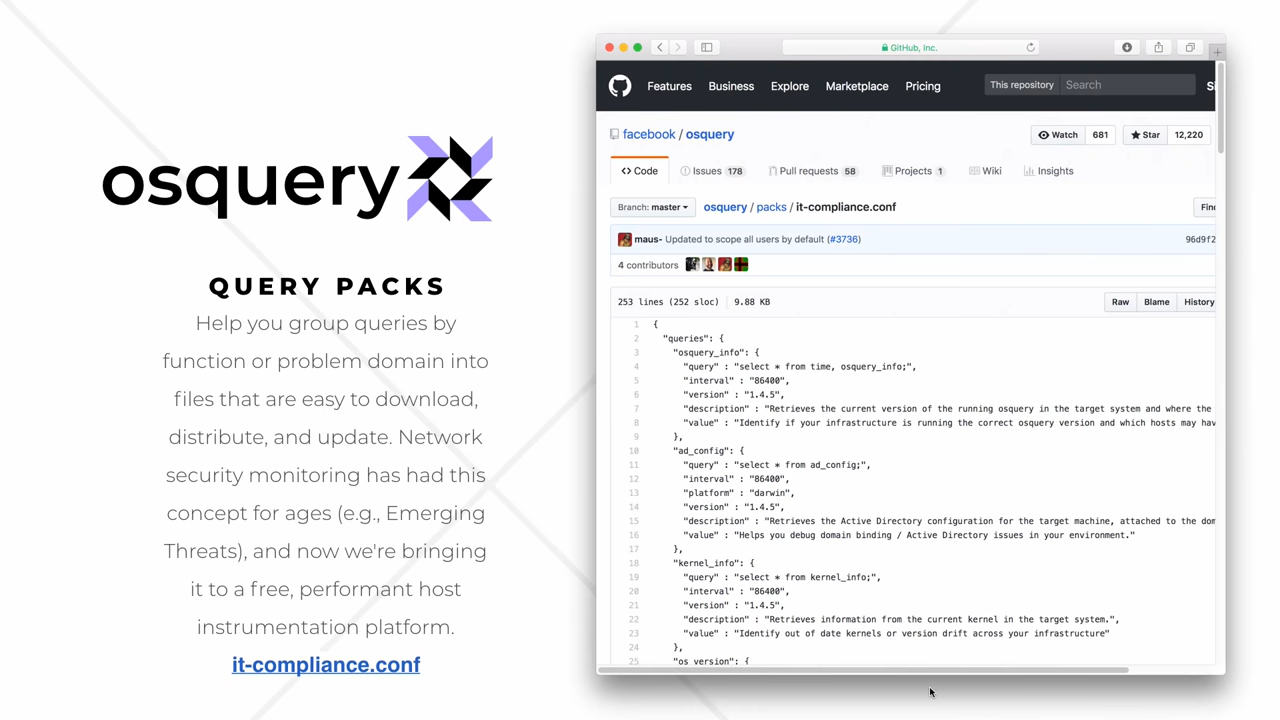 osquery
QUERY PACKS
Help you group queries by
function or problem domain into
files that are easy to download,
distribute, and update. Network
security monitoring has had this
concept for ages (e.g., Emerging
Threats), and now we're bringing
it to a free, performant host
instrumentation platform.
it-compliance.conf
GitHub, Inc.
Features Business Explore Marketplace Pricing This repository Search Si
facebook / osquery Watch 681 Star 12,220
Code Issues 178 Pull requests 58 Projects 1 Wiki Insights
Branch: master osquery / packs / it-compliance.conf Find
maus- Updated to scope all users by default (#3736) 96d9f2
4 contributors
253 lines (252 sloc) 9.88 KB Raw Blame History
1 {
2 "queries": {
3 "osquery_info": {
4 "query" : "select * from time, osquery_info;",
5 "interval" : "86400",
6 "version" : "1.4.5",
7 "description" : "Retrieves the current version of the running osquery in the target system and where the
8 "value" : "Identify if your infrastructure is running the correct osquery version and which hosts may hav
9 },
10 "ad_config": {
11 "query" : "select * from ad_config;",
12 "interval" : "86400",
13 "platform" : "darwin",
14 "version" : "1.4.5",
15 "description" : "Retrieves the Active Directory configuration for the target machine, attached to the dom
16 "value" : "Helps you debug domain binding / Active Directory issues in your environment."
17 },
18 "kernel_info": {
19 "query" : "select * from kernel_info;",
20 "interval" : "86400",
21 "version" : "1.4.5",
22 "description" : "Retrieves information from the current kernel in the target system.",
23 "value" : "Identify out of date kernels or version drift across your infrastructure"
24 },
25 "os_version": {